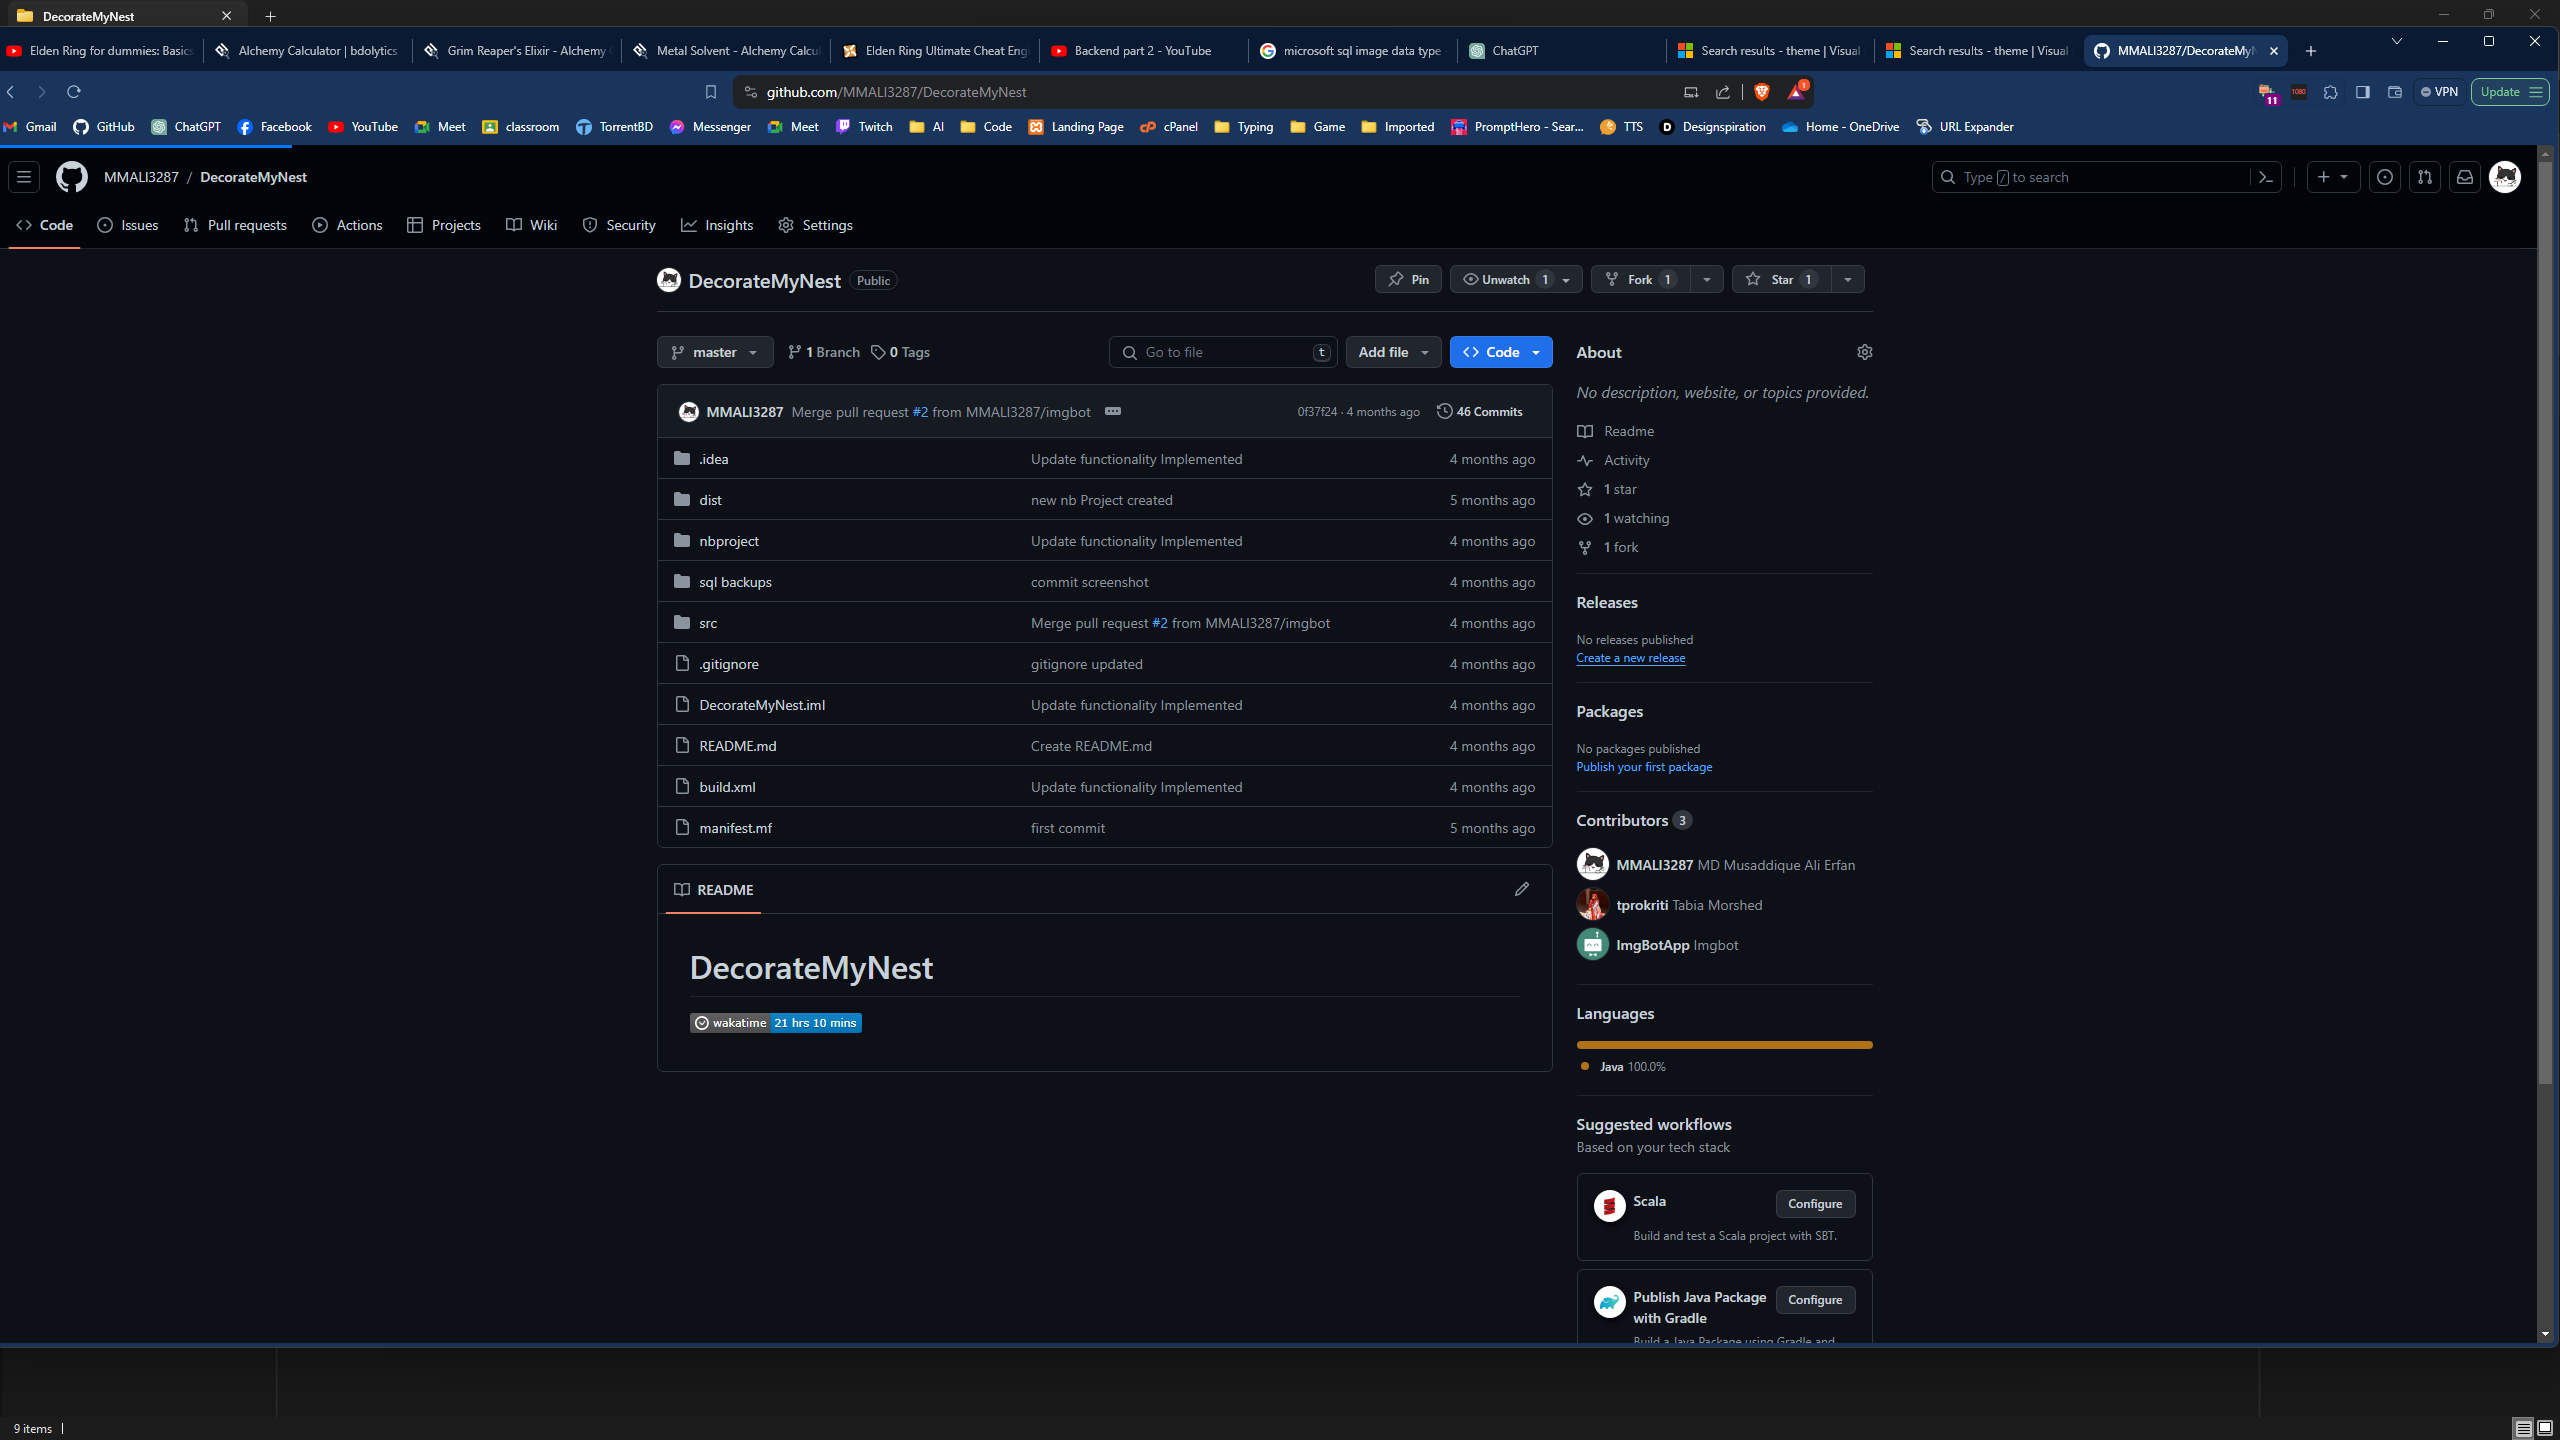 DecorateMyNest
Elden Ring for dummies: Basics
Alchemy Calculator | bdolytics
Grim Reaper's Elixir - Alchemy
Metal Solvent - Alchemy Calcul
Elden Ring Ultimate Cheat Eng
Backend part 2 - YouTube
microsoft sql image data type
ChatGPT
Search results - theme | Visual
Search results - theme | Visual
MMALI3287/DecorateMyN
github.com/MMALI3287/DecorateMyNest
1
11
1080
VPN
Update
Gmail
GitHub
ChatGPT
Facebook
YouTube
Meet
classroom
TorrentBD
Messenger
Meet
Twitch
AI
Code
Landing Page
cPanel
Typing
Game
Imported
PromptHero - Sear...
TTS
Designspiration
Home - OneDrive
URL Expander
MMALI3287 / DecorateMyNest
Type / to search
Code
Issues
Pull requests
Actions
Projects
Wiki
Security
Insights
Settings
DecorateMyNest Public
Pin
Unwatch 1
Fork 1
Star 1
master
1 Branch
0 Tags
Go to file t
Add file
Code
MMALI3287 Merge pull request #2 from MMALI3287/imgbot 0f37f24 · 4 months ago 46 Commits
.idea Update functionality Implemented 4 months ago
dist new nb Project created 5 months ago
nbproject Update functionality Implemented 4 months ago
sql backups commit screenshot 4 months ago
src Merge pull request #2 from MMALI3287/imgbot 4 months ago
.gitignore gitignore updated 4 months ago
DecorateMyNest.iml Update functionality Implemented 4 months ago
README.md Create README.md 4 months ago
build.xml Update functionality Implemented 4 months ago
manifest.mf first commit 5 months ago
README
DecorateMyNest
wakatime 21 hrs 10 mins
About
No description, website, or topics provided.
Readme
Activity
1 star
1 watching
1 fork
Releases
No releases published
Create a new release
Packages
No packages published
Publish your first package
Contributors 3
MMALI3287 MD Musaddique Ali Erfan
tprokriti Tabia Morshed
ImgBotApp Imgbot
Languages
Java 100.0%
Suggested workflows
Based on your tech stack
Scala
Configure
Build and test a Scala project with SBT.
Publish Java Package
with Gradle
Configure
Build a Java Package using Gradle and
9 items